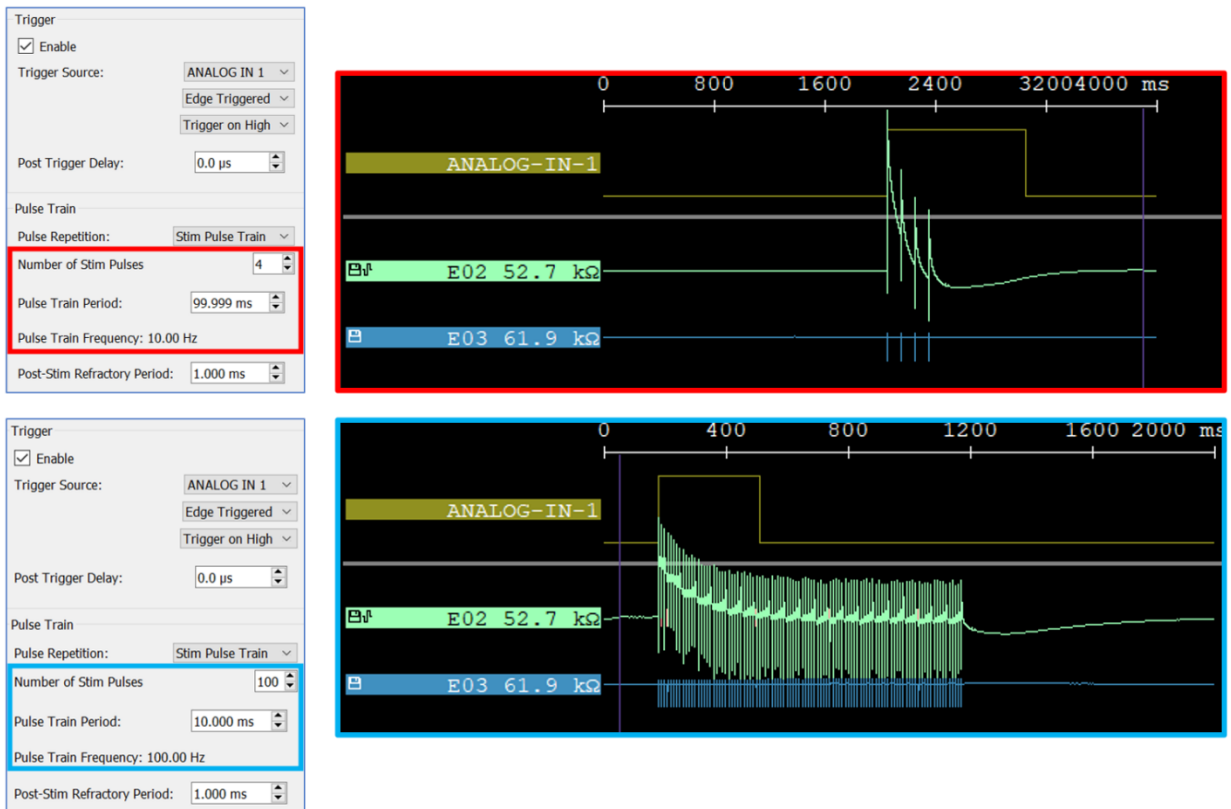 Trigger
Enable
Trigger Source: ANALOG IN 1
Edge Triggered
Trigger on High
Post Trigger Delay: 0.0 µs
Pulse Train
Pulse Repetition: Stim Pulse Train
Number of Stim Pulses 4
Pulse Train Period: 99.999 ms
Pulse Train Frequency: 10.00 Hz
Post-Stim Refractory Period: 1.000 ms
0 800 1600 2400 32004000 ms
ANALOG-IN-1
E02 52.7 kΩ
E03 61.9 kΩ
Trigger
Enable
Trigger Source: ANALOG IN 1
Edge Triggered
Trigger on High
Post Trigger Delay: 0.0 µs
Pulse Train
Pulse Repetition: Stim Pulse Train
Number of Stim Pulses 100
Pulse Train Period: 10.000 ms
Pulse Train Frequency: 100.00 Hz
Post-Stim Refractory Period: 1.000 ms
0 400 800 1200 1600 2000 ms
ANALOG-IN-1
E02 52.7 kΩ
E03 61.9 kΩ